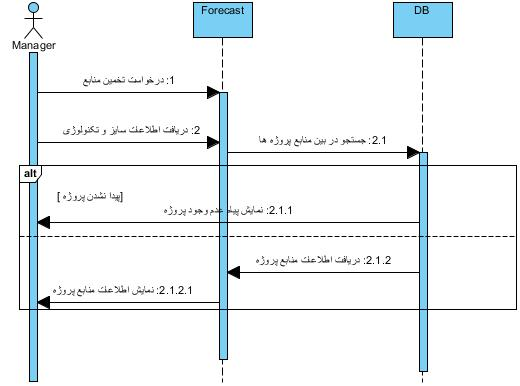 Forecast
DB
Manager
1: درخواست تخمین منابع
2: دریافت اطلاعات سایز و تکنولوژی
2.1: جستجو در بین منابع پروژه ها
alt
[پیدا نشدن پروژه ]
2.1.1: نمایش پیام عدم وجود پروژه
2.1.2: دریافت اطلاعات منابع پروژه
2.1.2.1: نمایش اطلاعات منابع پروژه